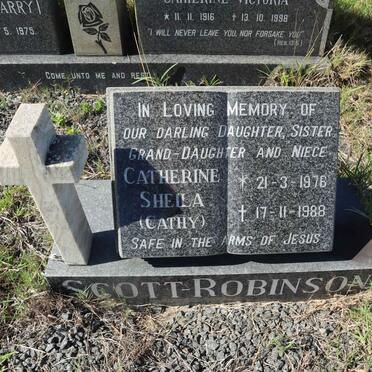 ARRY)
5 1975.
CATHERINE VICTORIA
* 11·11·1916 † 13·10·1998
"I WILL NEVER LEAVE YOU, NOR FORSAKE YOU"
COME UNTO ME AND RE
IN LOVING MEMORY OF
OUR DARLING DAUGHTER, SISTER
GRAND-DAUGHTER AND NIECE
CATHERINE * 21-3-1976
SHEILA
(CATHY) † 17-11-1988
SAFE IN THE ARMS OF JESUS
SCOTT-ROBINSON